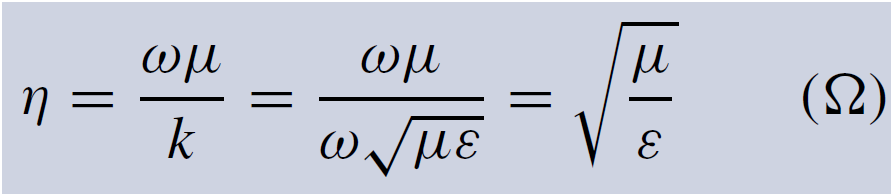 η = ωμ/k = ωμ/(ω√(με)) = √(μ/ε) (Ω)